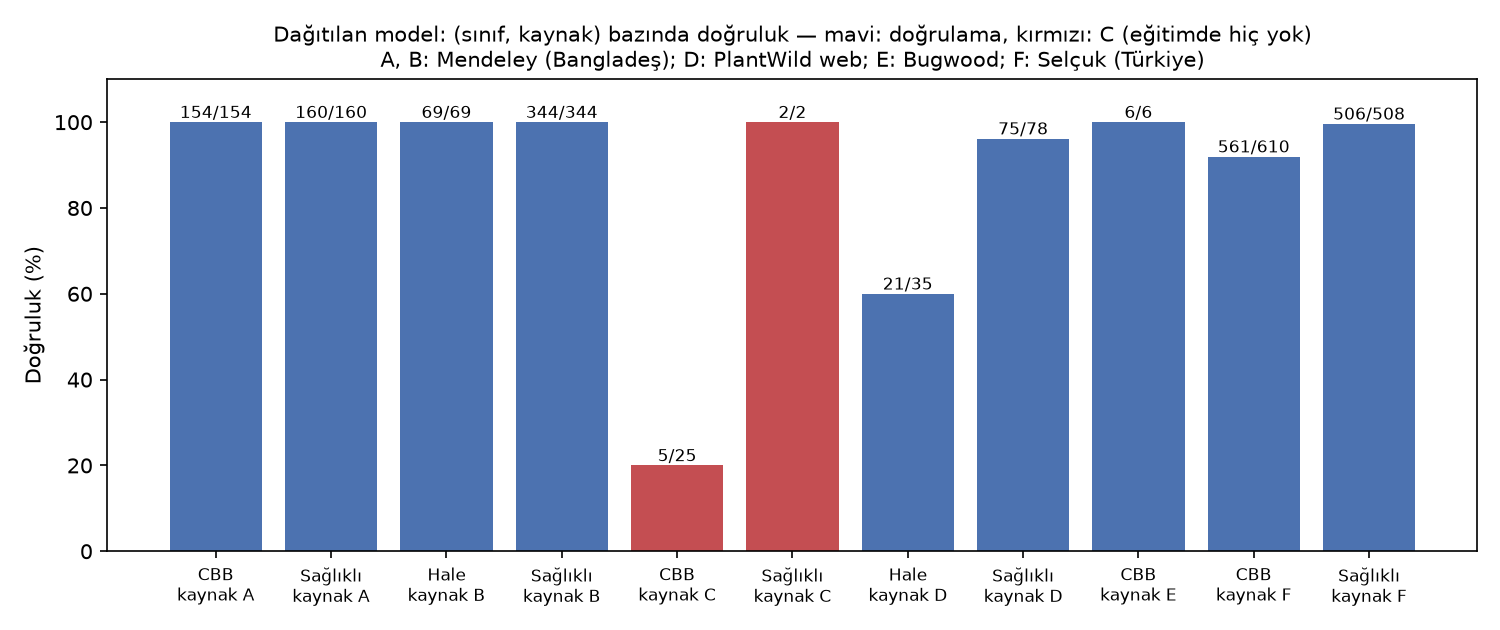 Dağıtılan model: (sınıf, kaynak) bazında doğruluk — mavi: doğrulama, kırmızı: C (eğitimde hiç yok)
A, B: Mendeley (Bangladeş); D: PlantWild web; E: Bugwood; F: Selçuk (Türkiye)
Doğruluk (%)
100
80
60
40
20
0
154/154
160/160
69/69
344/344
5/25
2/2
21/35
75/78
6/6
561/610
506/508
CBB
kaynak A
Sağlıklı
kaynak A
Hale
kaynak B
Sağlıklı
kaynak B
CBB
kaynak C
Sağlıklı
kaynak C
Hale
kaynak D
Sağlıklı
kaynak D
CBB
kaynak E
CBB
kaynak F
Sağlıklı
kaynak F